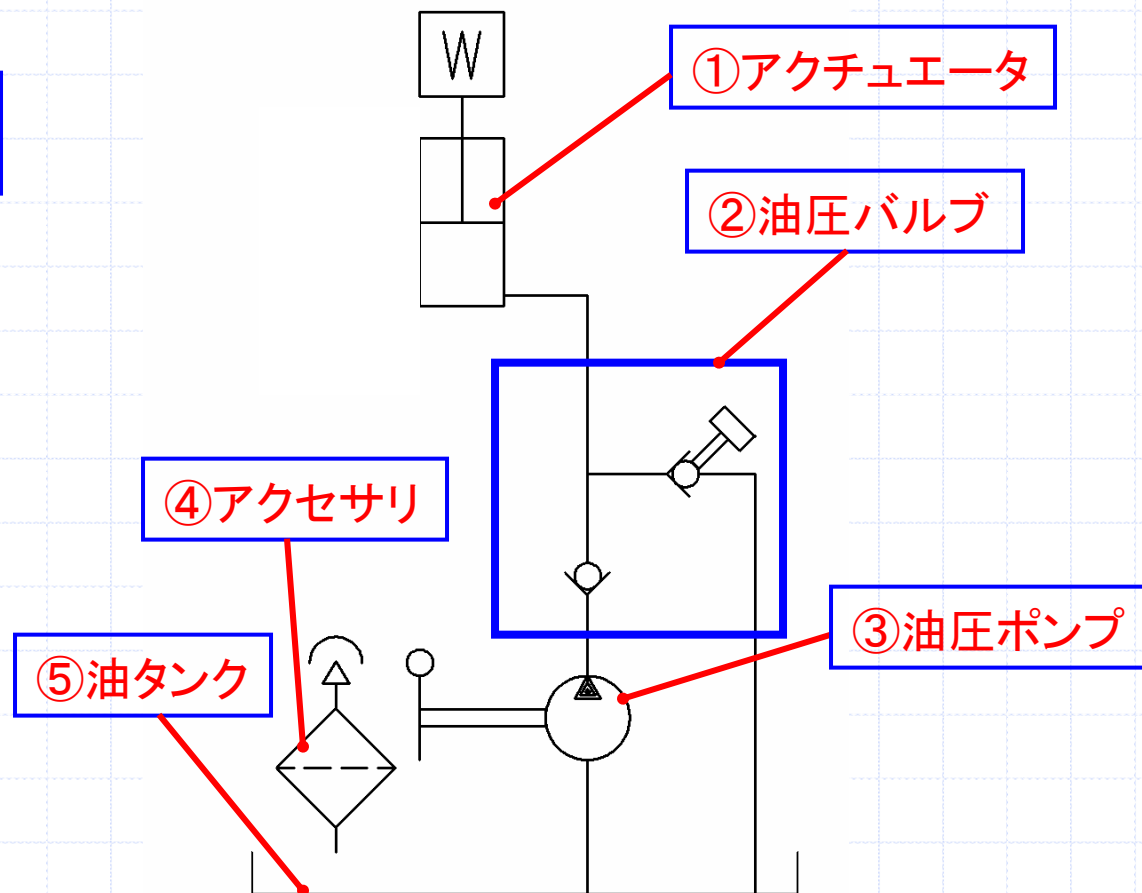 W
①アクチュエータ
②油圧バルブ
④アクセサリ
③油圧ポンプ
⑤油タンク